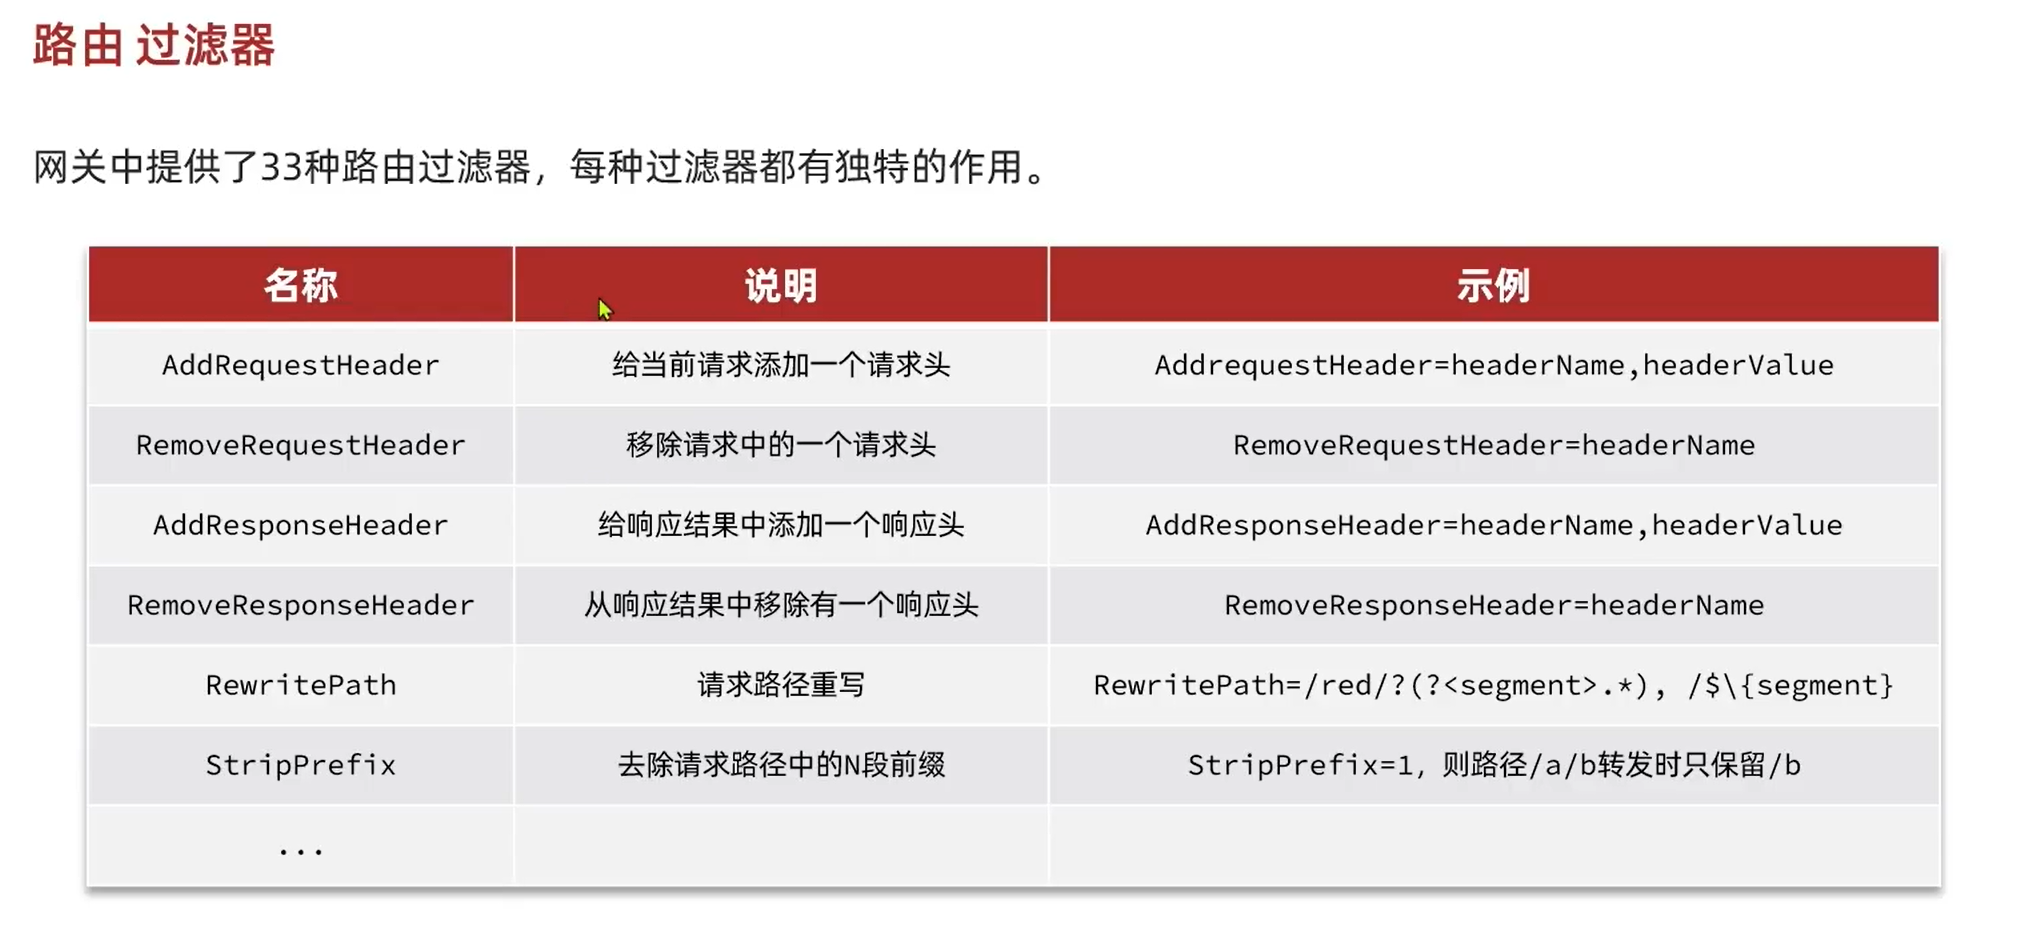 路由 过滤器
网关中提供了33种路由过滤器，每种过滤器都有独特的作用。
名称 说明 示例
AddRequestHeader 给当前请求添加一个请求头 AddrequestHeader=headerName,headerValue
RemoveRequestHeader 移除请求中的一个请求头 RemoveRequestHeader=headerName
AddResponseHeader 给响应结果中添加一个响应头 AddResponseHeader=headerName,headerValue
RemoveResponseHeader 从响应结果中移除有一个响应头 RemoveResponseHeader=headerName
RewritePath 请求路径重写 RewritePath=/red/?(?<segment>.*), /$\{segment}
StripPrefix 去除请求路径中的N段前缀 StripPrefix=1，则路径/a/b转发时只保留/b
...